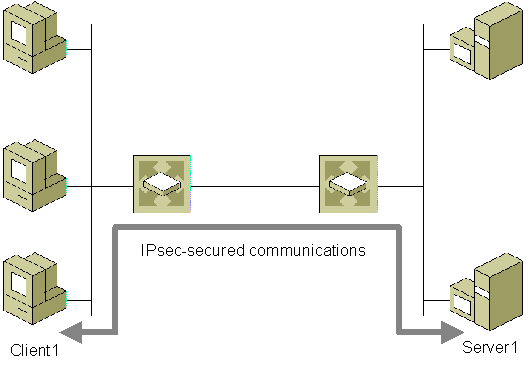 IPsec-secured communications
Client1
Server1